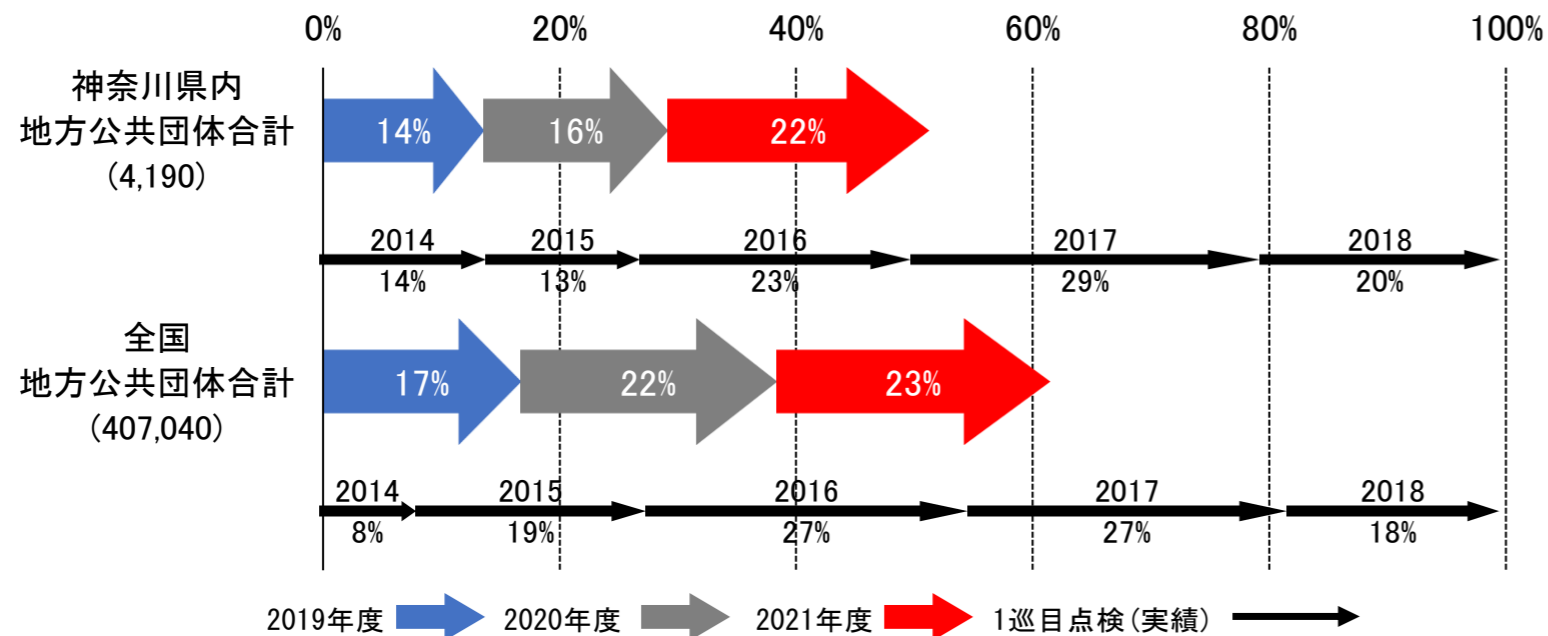 0% 20% 40% 60% 80% 100%
神奈川県内
地方公共団体合計
(4,190)
14% 16% 22%
2014 2015 2016 2017 2018
14% 13% 23% 29% 20%
全国
地方公共団体合計
(407,040)
17% 22% 23%
2014 2015 2016 2017 2018
8% 19% 27% 27% 18%
2019年度 2020年度 2021年度 1巡目点検(実績)